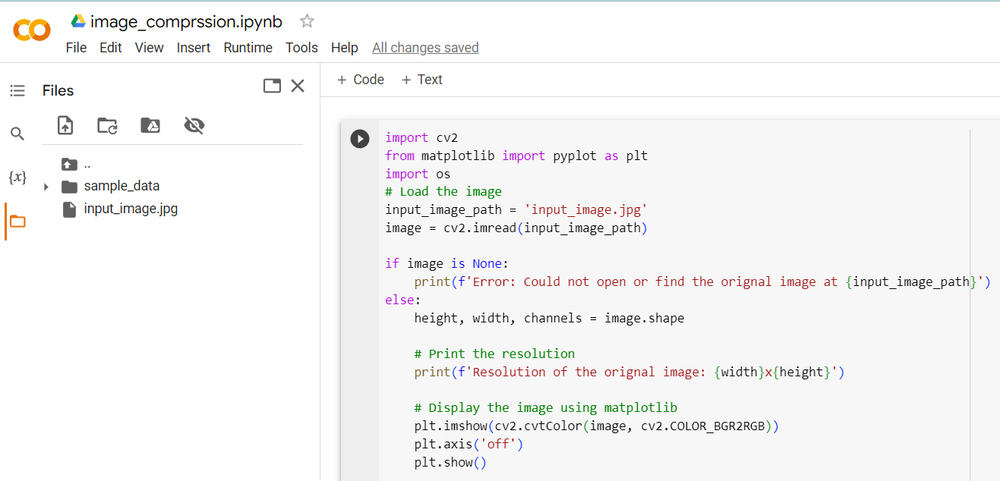 image_comprssion.ipynb
File Edit View Insert Runtime Tools Help All changes saved
Files
+ Code + Text
{x}
..
sample_data
input_image.jpg
import cv2
from matplotlib import pyplot as plt
import os
# Load the image
input_image_path = 'input_image.jpg'
image = cv2.imread(input_image_path)
if image is None:
    print(f'Error: Could not open or find the orignal image at {input_image_path}')
else:
    height, width, channels = image.shape
    # Print the resolution
    print(f'Resolution of the orignal image: {width}x{height}')
    # Display the image using matplotlib
    plt.imshow(cv2.cvtColor(image, cv2.COLOR_BGR2RGB))
    plt.axis('off')
    plt.show()